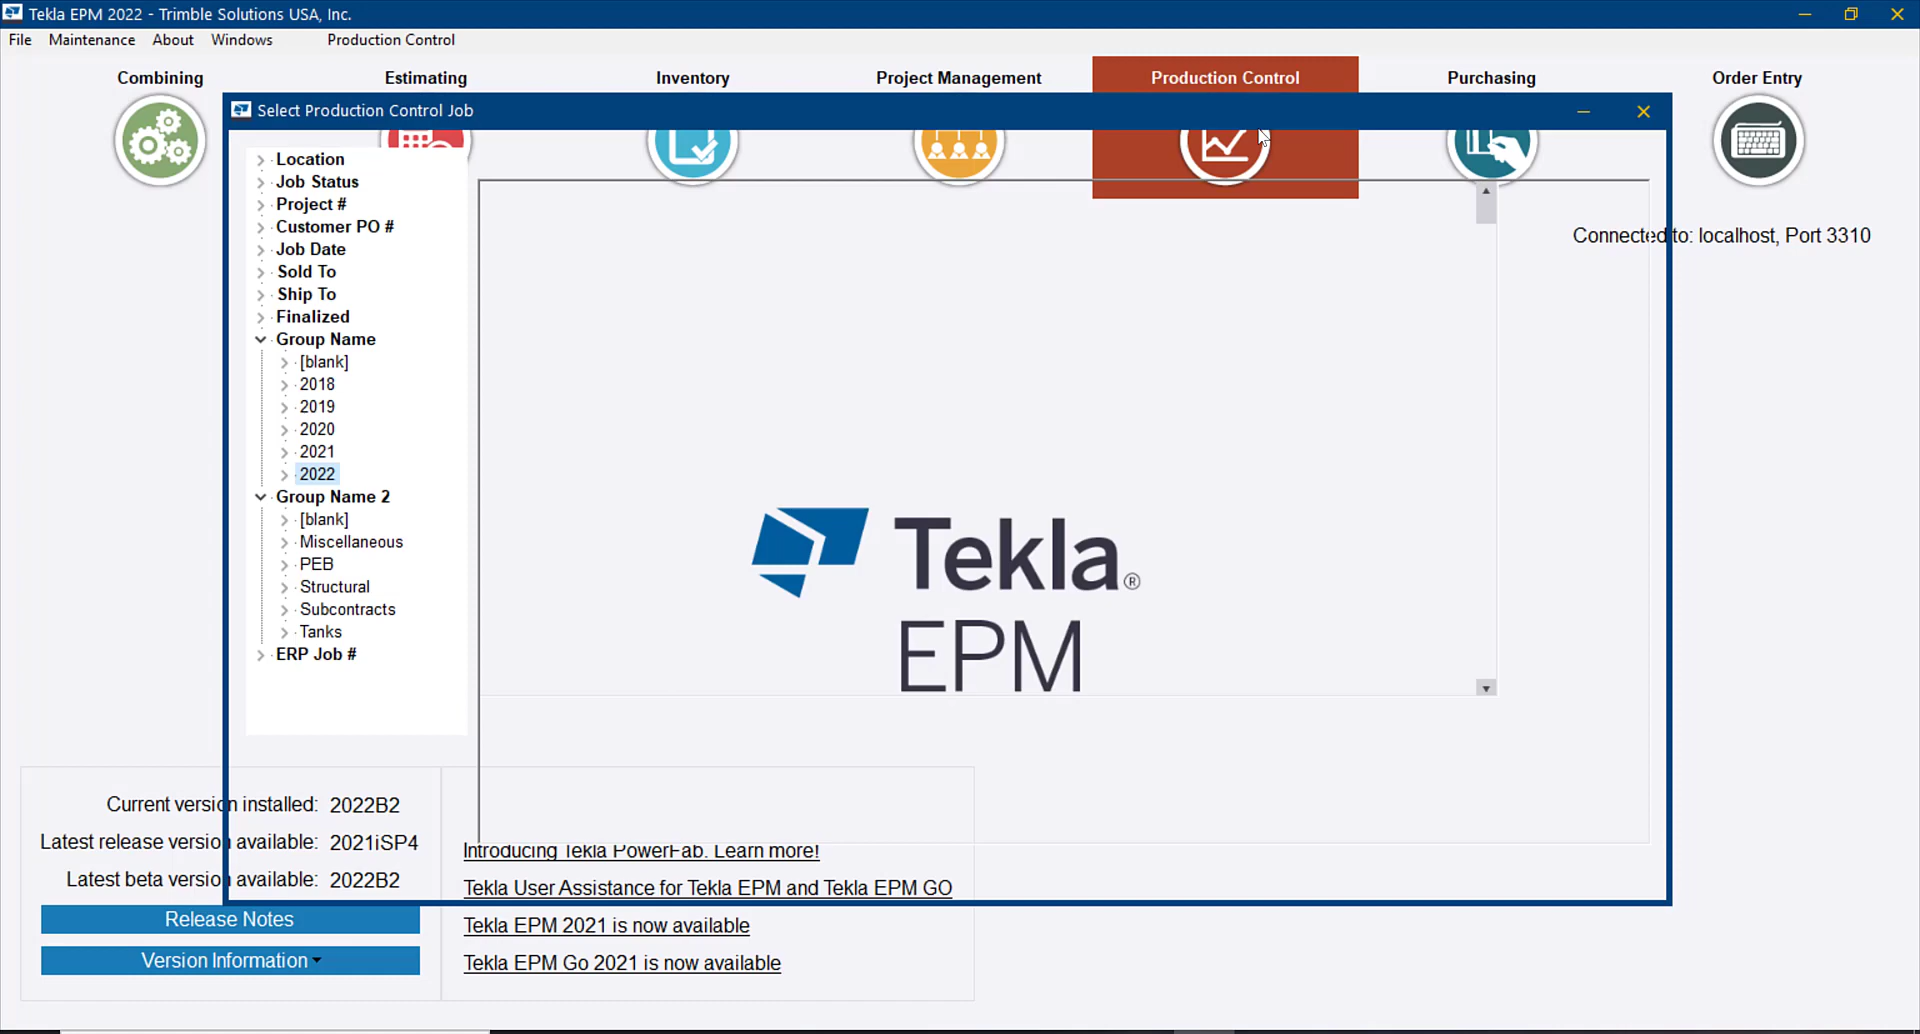 Tekla EPM 2022 - Trimble Solutions USA, Inc.
File Maintenance About Windows Production Control
Combining Estimating Inventory Project Management Production Control Purchasing Order Entry
Select Production Control Job
Location
Job Status
Project #
Customer PO #
Job Date
Sold To
Ship To
Finalized
Group Name
[blank]
2018
2019
2020
2021
2022
Group Name 2
[blank]
Miscellaneous
PEB
Structural
Subcontracts
Tanks
ERP Job #
Connected to: localhost, Port 3310
Tekla®
EPM
Current version installed: 2022B2
Latest release version available: 2021iSP4
Latest beta version available: 2022B2
Release Notes
Version Information
Introducing Tekla PowerFab. Learn more!
Tekla User Assistance for Tekla EPM and Tekla EPM GO
Tekla EPM 2021 is now available
Tekla EPM Go 2021 is now available